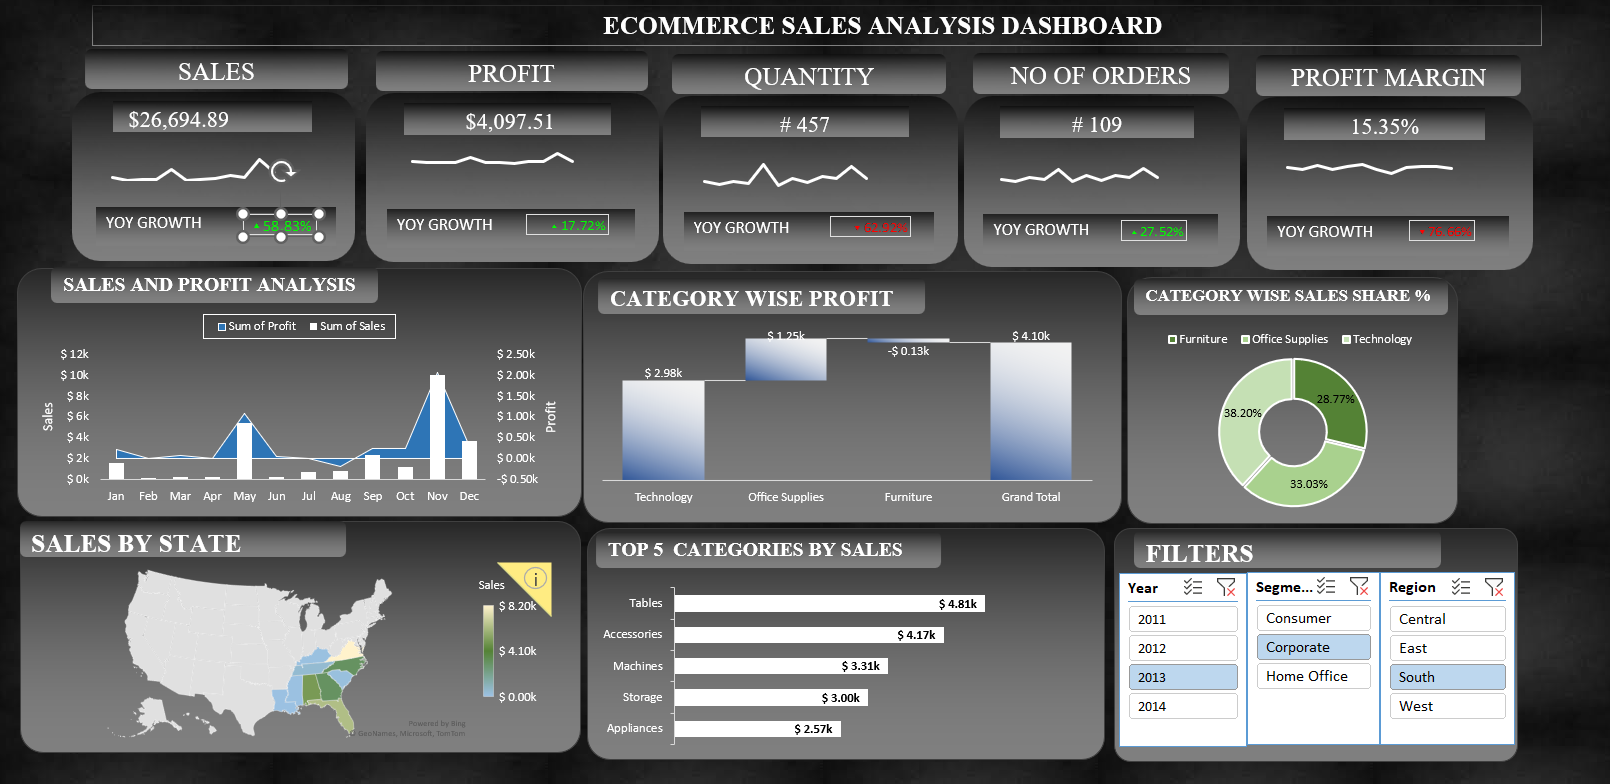 ECOMMERCE SALES ANALYSIS DASHBOARD
SALES
PROFIT
QUANTITY
NO OF ORDERS
PROFIT MARGIN
$26,694.89
$4,097.51
# 457
# 109
15.35%
YOY GROWTH
▲ 58.83%
YOY GROWTH
▲ 17.72%
YOY GROWTH
YOY GROWTH
▲ 27.52%
YOY GROWTH
SALES AND PROFIT ANALYSIS
Sum of Profit Sum of Sales
$ 12k
$ 10k
$ 8k
$ 6k
$ 4k
$ 2k
$ 0k
Sales
$ 2.50k
$ 2.00k
$ 1.50k
$ 1.00k
$ 0.50k
$ 0.00k
-$ 0.50k
Profit
Jan Feb Mar Apr May Jun Jul Aug Sep Oct Nov Dec
CATEGORY WISE PROFIT
$ 2.98k
$ 1.25k
-$ 0.13k
$ 4.10k
Technology Office Supplies Furniture Grand Total
CATEGORY WISE SALES SHARE %
Furniture Office Supplies Technology
28.77%
38.20%
33.03%
SALES BY STATE
Sales
$ 8.20k
$ 4.10k
$ 0.00k
Powered by Bing
GeoNames, Microsoft, TomTom
TOP 5 CATEGORIES BY SALES
Tables $ 4.81k
Accessories $ 4.17k
Machines $ 3.31k
Storage $ 3.00k
Appliances $ 2.57k
FILTERS
Year
2011
2012
2013
2014
Segme...
Consumer
Corporate
Home Office
Region
Central
East
South
West